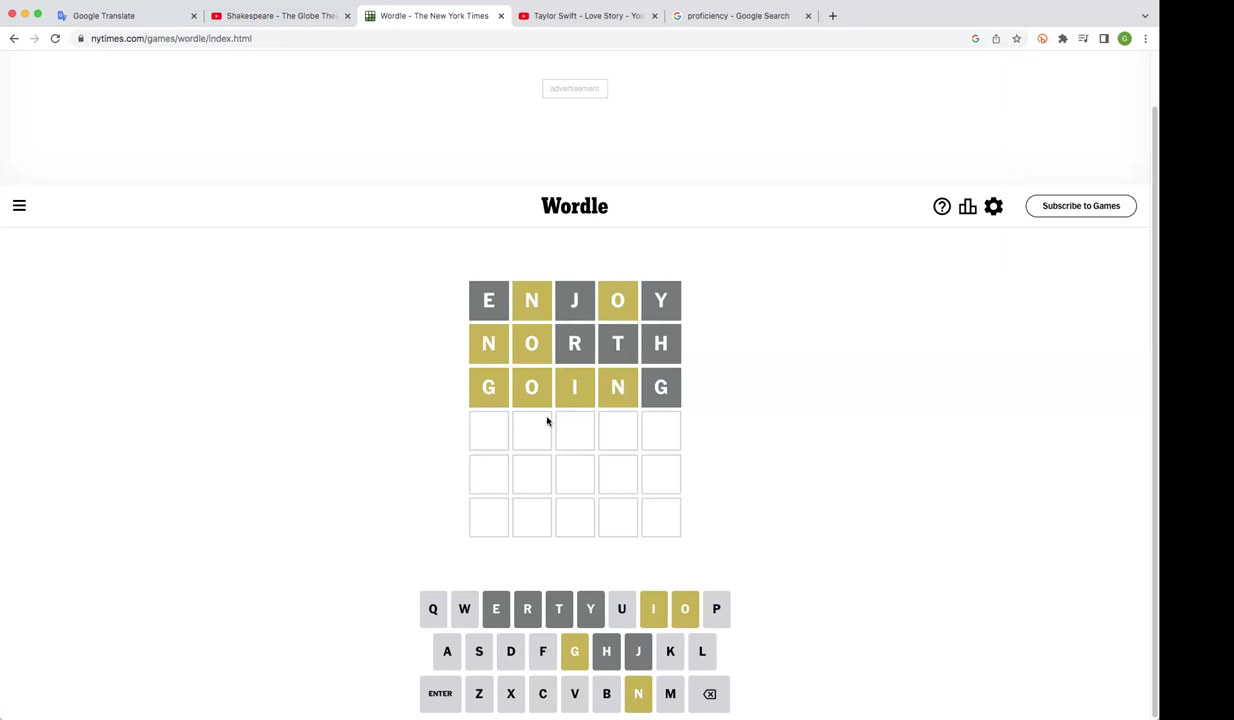 Google Translate
Shakespeare - The Globe The
Wordle - The New York Times
Taylor Swift - Love Story - You
proficiency - Google Search
nytimes.com/games/wordle/index.html
G
advertisement
Wordle
Subscribe to Games
E N J O Y
N O R T H
G O I N G
Q W E R T Y U I O P
A S D F G H J K L
ENTER Z X C V B N M